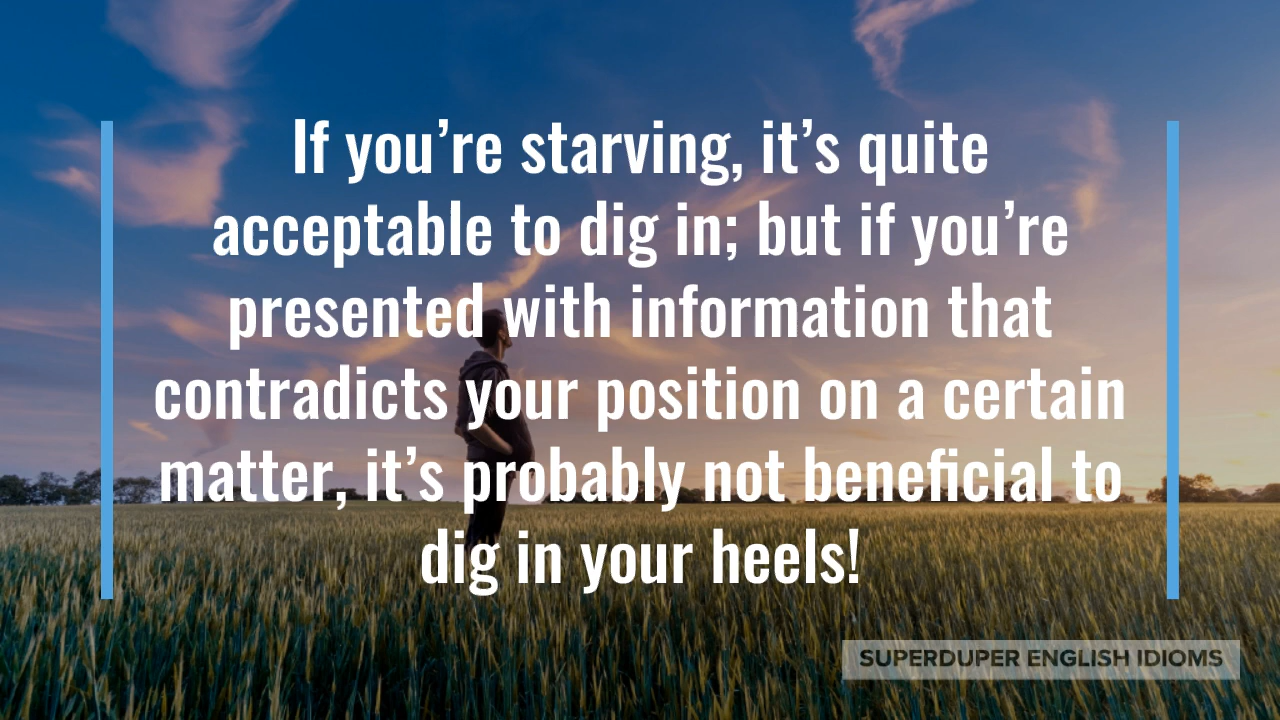 If you’re starving, it’s quite
acceptable to dig in; but if you’re
presented with information that
contradicts your position on a certain
matter, it’s probably not beneficial to
dig in your heels!
SUPERDUPER ENGLISH IDIOMS